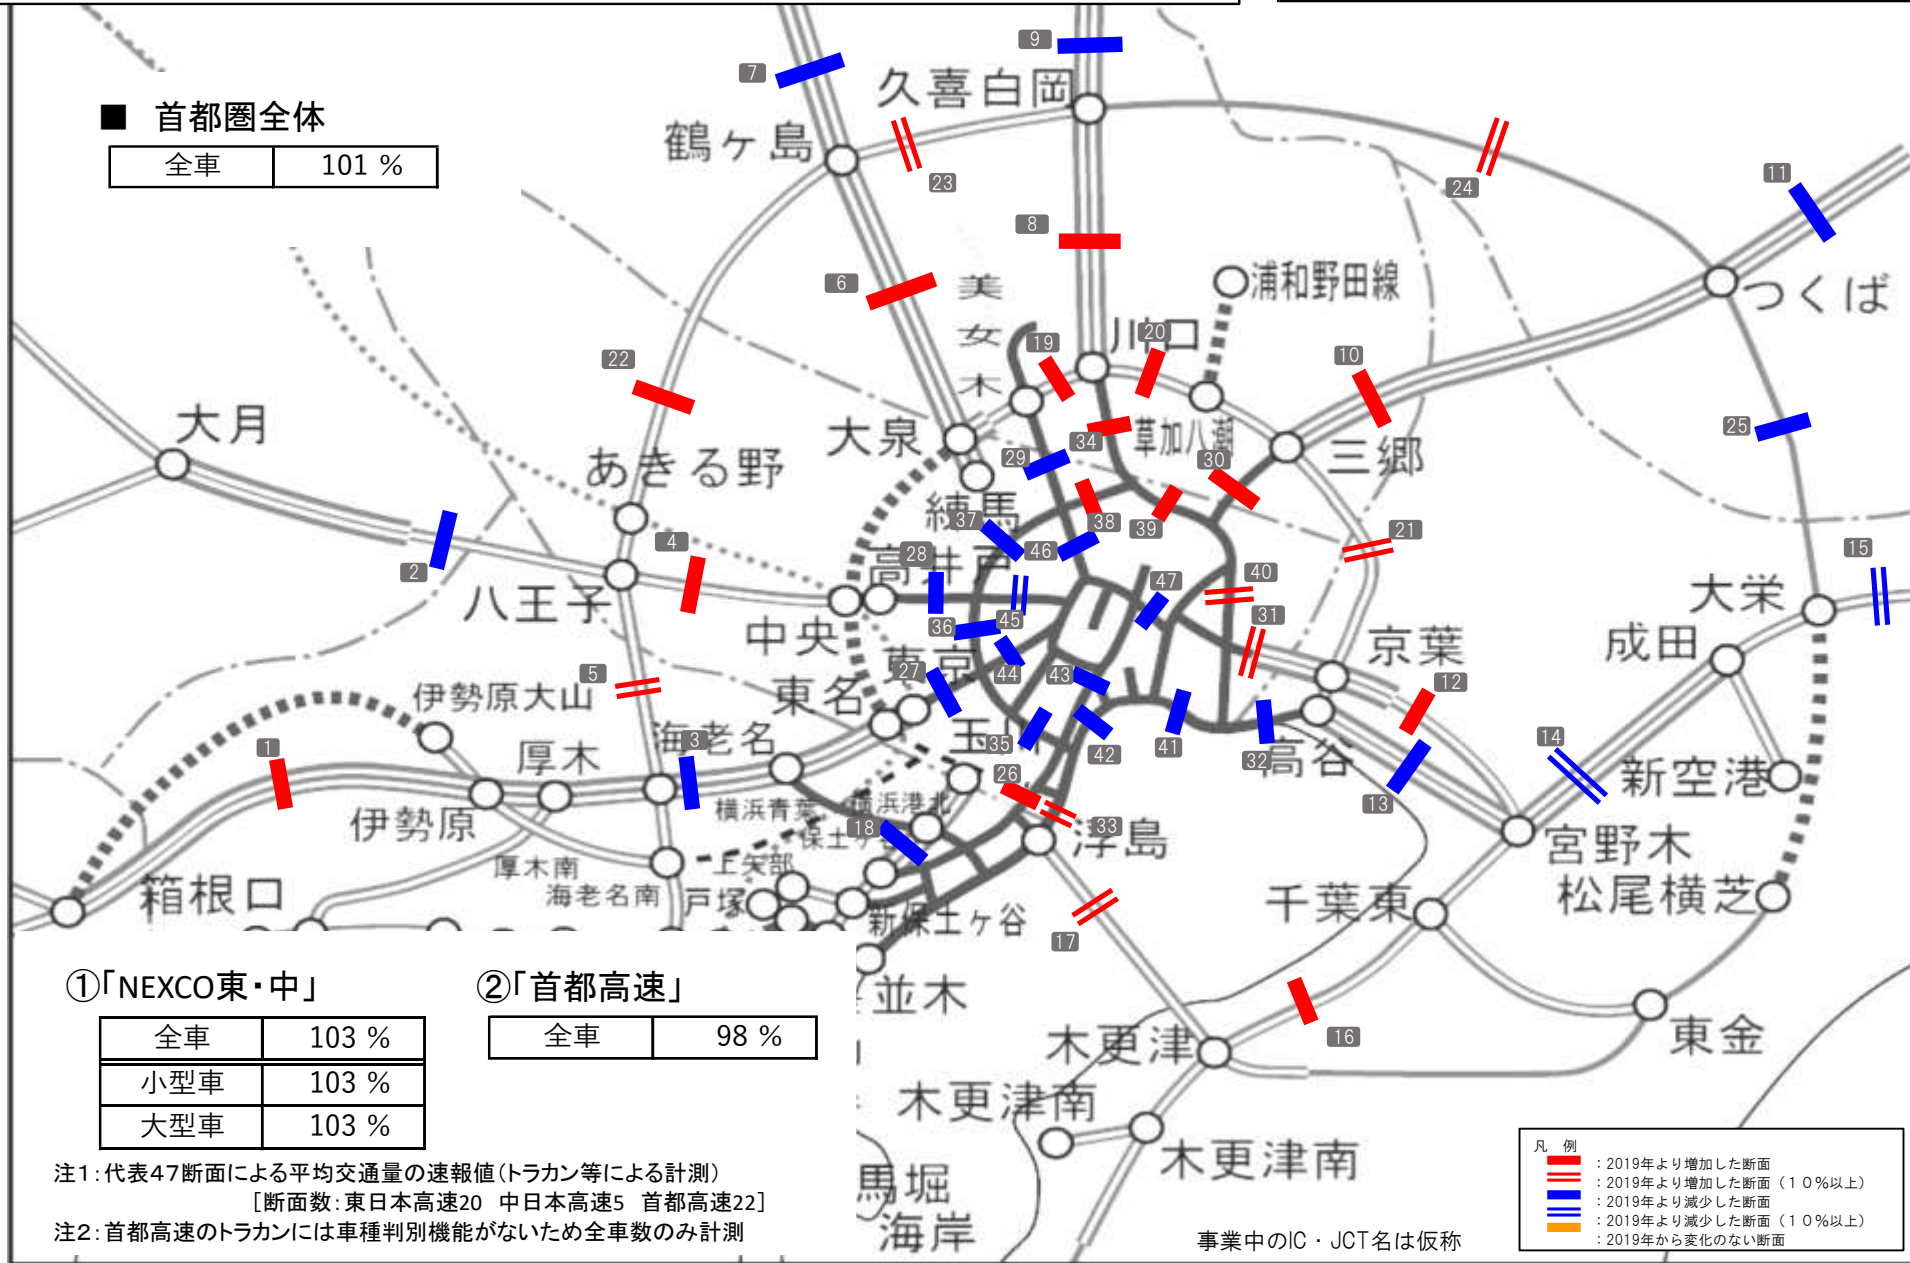 ■ 首都圏全体
全車 101 %
7
9
久喜白岡
鶴ヶ島
23
24
11
8
6
美女木
浦和野田線
つくば
川口
19
20
10
22
大月
大泉
あきる野
34
草加八潮
三郷
25
29
30
練馬
37
38
39
4
28
高井戸
46
21
2
15
八王子
47
40
大栄
中央
36
45
31
成田
京葉
5
東京
27
44
43
12
伊勢原大山
東名
玉川
1
海老名
3
35
42
41
32
高谷
14
厚木
26
13
新空港
横浜青葉
横浜港北
伊勢原
18
保土ヶ谷
33
浮島
宮野木
厚木南
上矢部
箱根口
海老名南
戸塚
新保土ヶ谷
千葉東
松尾横芝
17
並木
16
東金
木更津
木更津南
木更津南
馬堀
海岸
①「NEXCO東・中」
全車 103 %
小型車 103 %
大型車 103 %
②「首都高速」
全車 98 %
注1:代表47断面による平均交通量の速報値(トラカン等による計測)
[断面数:東日本高速20 中日本高速5 首都高速22]
注2:首都高速のトラカンには車種判別機能がないため全車数のみ計測
事業中のIC・JCT名は仮称
凡 例
:2019年より増加した断面
:2019年より増加した断面(10%以上)
:2019年より減少した断面
:2019年より減少した断面(10%以上)
:2019年から変化のない断面